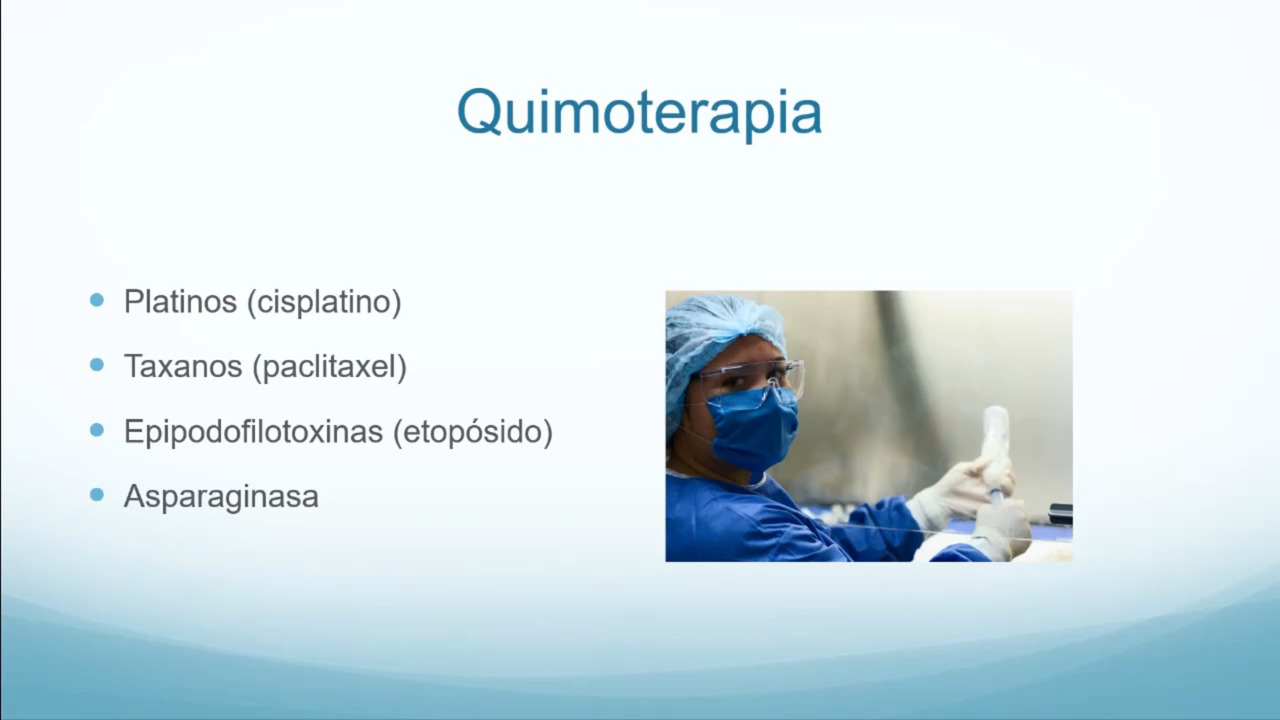 Quimoterapia
Platinos (cisplatino)
Taxanos (paclitaxel)
Epipodofilotoxinas (etopósido)
Asparaginasa